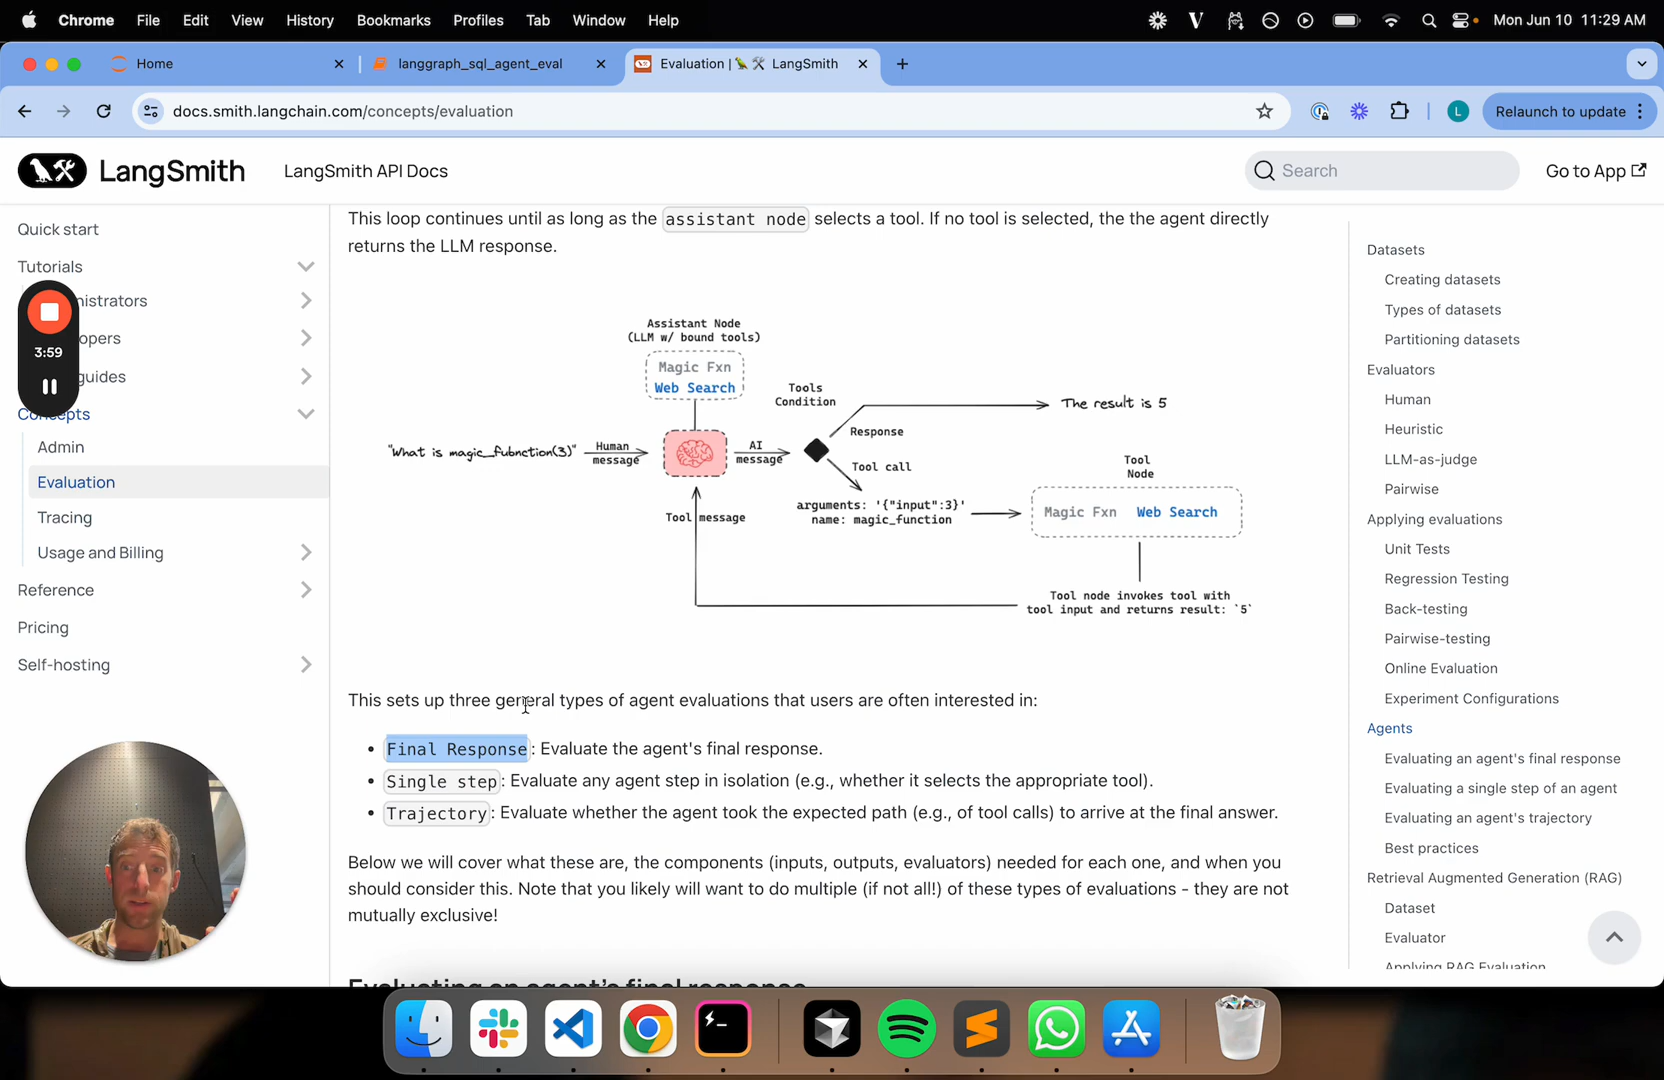 Chrome File Edit View History Bookmarks Profiles Tab Window Help
V
Mon Jun 10 11:29 AM
Home
langgraph_sql_agent_eval
Evaluation | LangSmith
docs.smith.langchain.com/concepts/evaluation
L
Relaunch to update
LangSmith
LangSmith API Docs
Search
Go to App
Quick start
Tutorials
nistrators
opers
guides
Concepts
Admin
Evaluation
Tracing
Usage and Billing
Reference
Pricing
Self-hosting
3:59
This loop continues until as long as the assistant node selects a tool. If no tool is selected, the the agent directly
returns the LLM response.
Assistant Node
(LLM w/ bound tools)
Magic Fxn
Web Search
Tools
Condition
The result is 5
Response
"What is magic_fubnction(3)"
Human
message
AI
message
Tool call
Tool
Node
arguments: '{"input":3}'
name: magic_function
Magic Fxn Web Search
Tool message
Tool node invokes tool with
tool input and returns result: `5`
This sets up three general types of agent evaluations that users are often interested in:
Final Response: Evaluate the agent's final response.
Single step: Evaluate any agent step in isolation (e.g., whether it selects the appropriate tool).
Trajectory: Evaluate whether the agent took the expected path (e.g., of tool calls) to arrive at the final answer.
Below we will cover what these are, the components (inputs, outputs, evaluators) needed for each one, and when you
should consider this. Note that you likely will want to do multiple (if not all!) of these types of evaluations - they are not
mutually exclusive!
Evaluating an agent's final response
Datasets
Creating datasets
Types of datasets
Partitioning datasets
Evaluators
Human
Heuristic
LLM-as-judge
Pairwise
Applying evaluations
Unit Tests
Regression Testing
Back-testing
Pairwise-testing
Online Evaluation
Experiment Configurations
Agents
Evaluating an agent's final response
Evaluating a single step of an agent
Evaluating an agent's trajectory
Best practices
Retrieval Augmented Generation (RAG)
Dataset
Evaluator
Applying RAG Evaluation